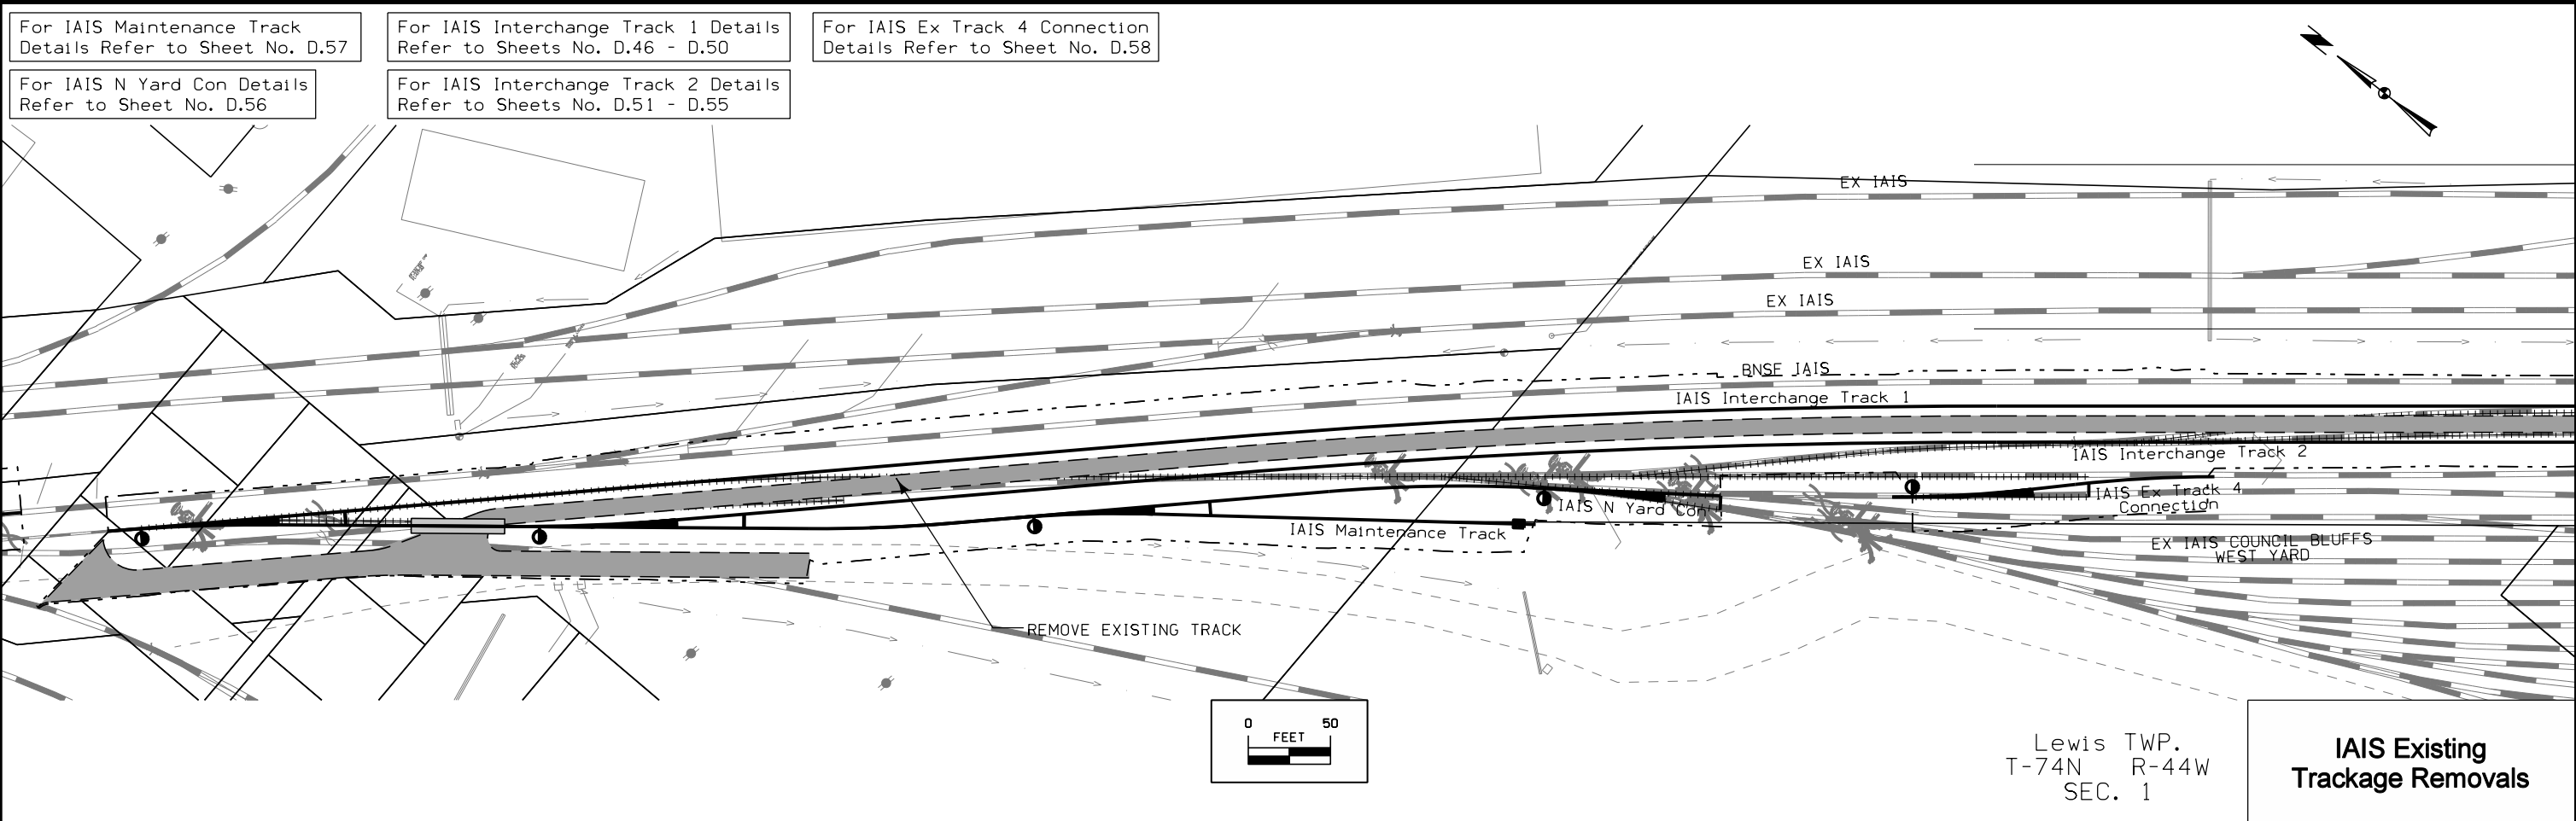 For IAIS Maintenance Track
Details Refer to Sheet No. D.57
For IAIS Interchange Track 1 Details
Refer to Sheets No. D.46 - D.50
For IAIS Ex Track 4 Connection
Details Refer to Sheet No. D.58
For IAIS N Yard Con Details
Refer to Sheet No. D.56
For IAIS Interchange Track 2 Details
Refer to Sheets No. D.51 - D.55
N
EX IAIS
EX IAIS
EX IAIS
BNSF IAIS
IAIS Interchange Track 1
IAIS Interchange Track 2
IAIS Ex Track 4
Connection
IAIS N Yard Con
IAIS Maintenance Track
EX IAIS COUNCIL BLUFFS
WEST YARD
REMOVE EXISTING TRACK
0 50
FEET
Lewis TWP.
T-74N R-44W
SEC. 1
IAIS Existing
Trackage Removals